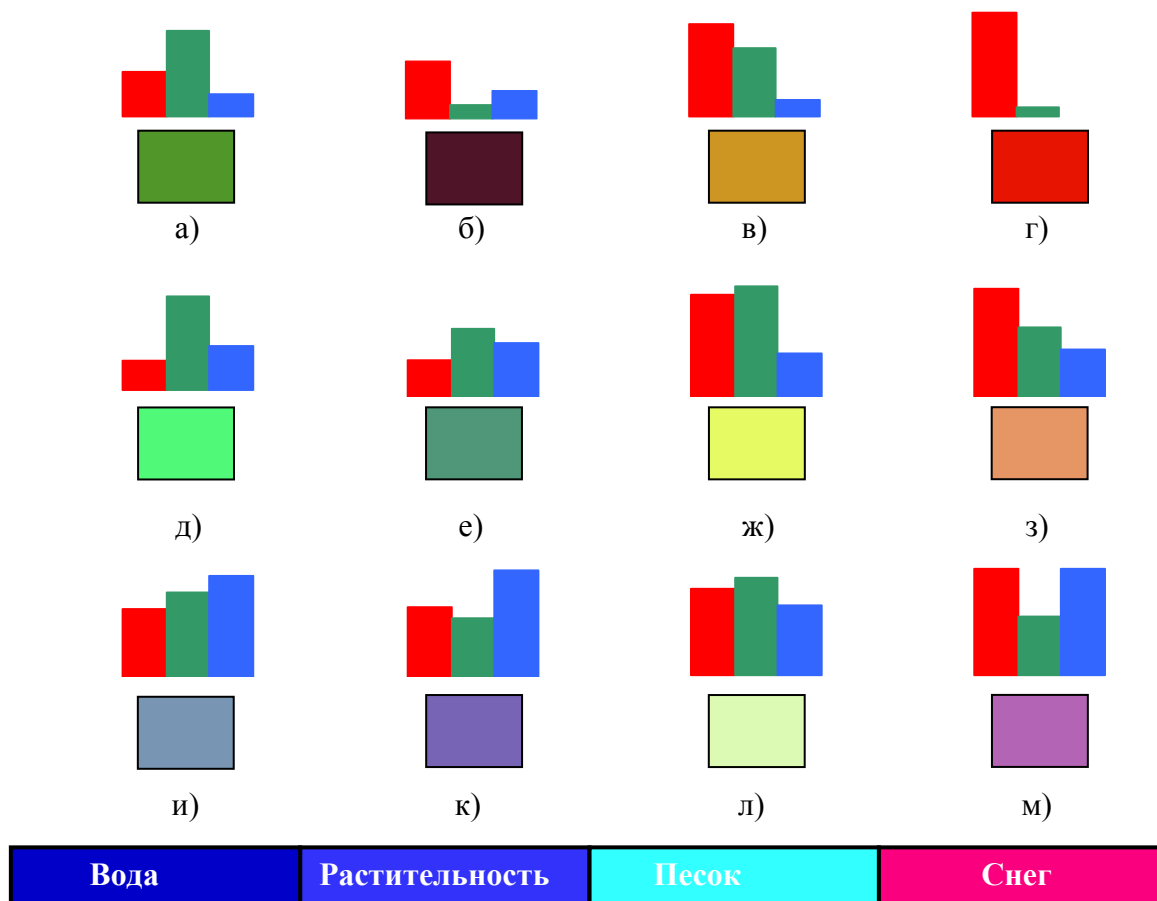 а) б) в) г)
д) е) ж) з)
и) к) л) м)
Вода Растительность Песок Снег